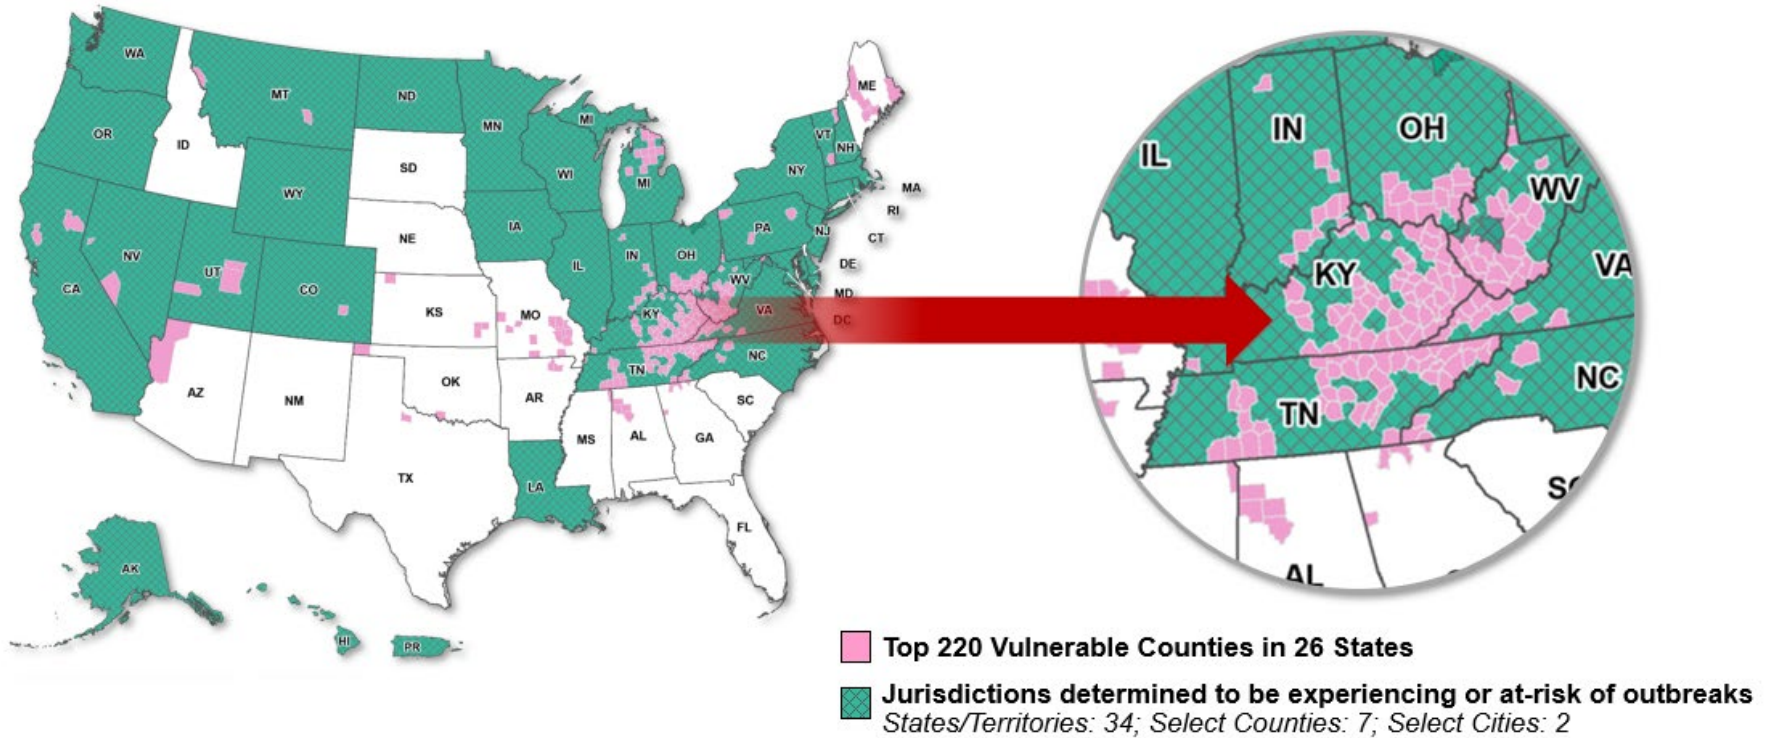 WA
MT
ND
MN
MI
ME
OR
ID
SD
WI
VT
NH
NY
MI
MA
RI
WY
IA
NE
PA
NJ
CT
NV
UT
CO
IL
IN
OH
WV
DE
MD
CA
KS
MO
KY
VA
DC
AZ
NM
OK
AR
TN
NC
SC
MS
AL
GA
TX
LA
FL
AK
HI
PR
IL
IN
OH
WV
KY
VA
TN
NC
AL
Top 220 Vulnerable Counties in 26 States
Jurisdictions determined to be experiencing or at-risk of outbreaks
States/Territories: 34; Select Counties: 7; Select Cities: 2